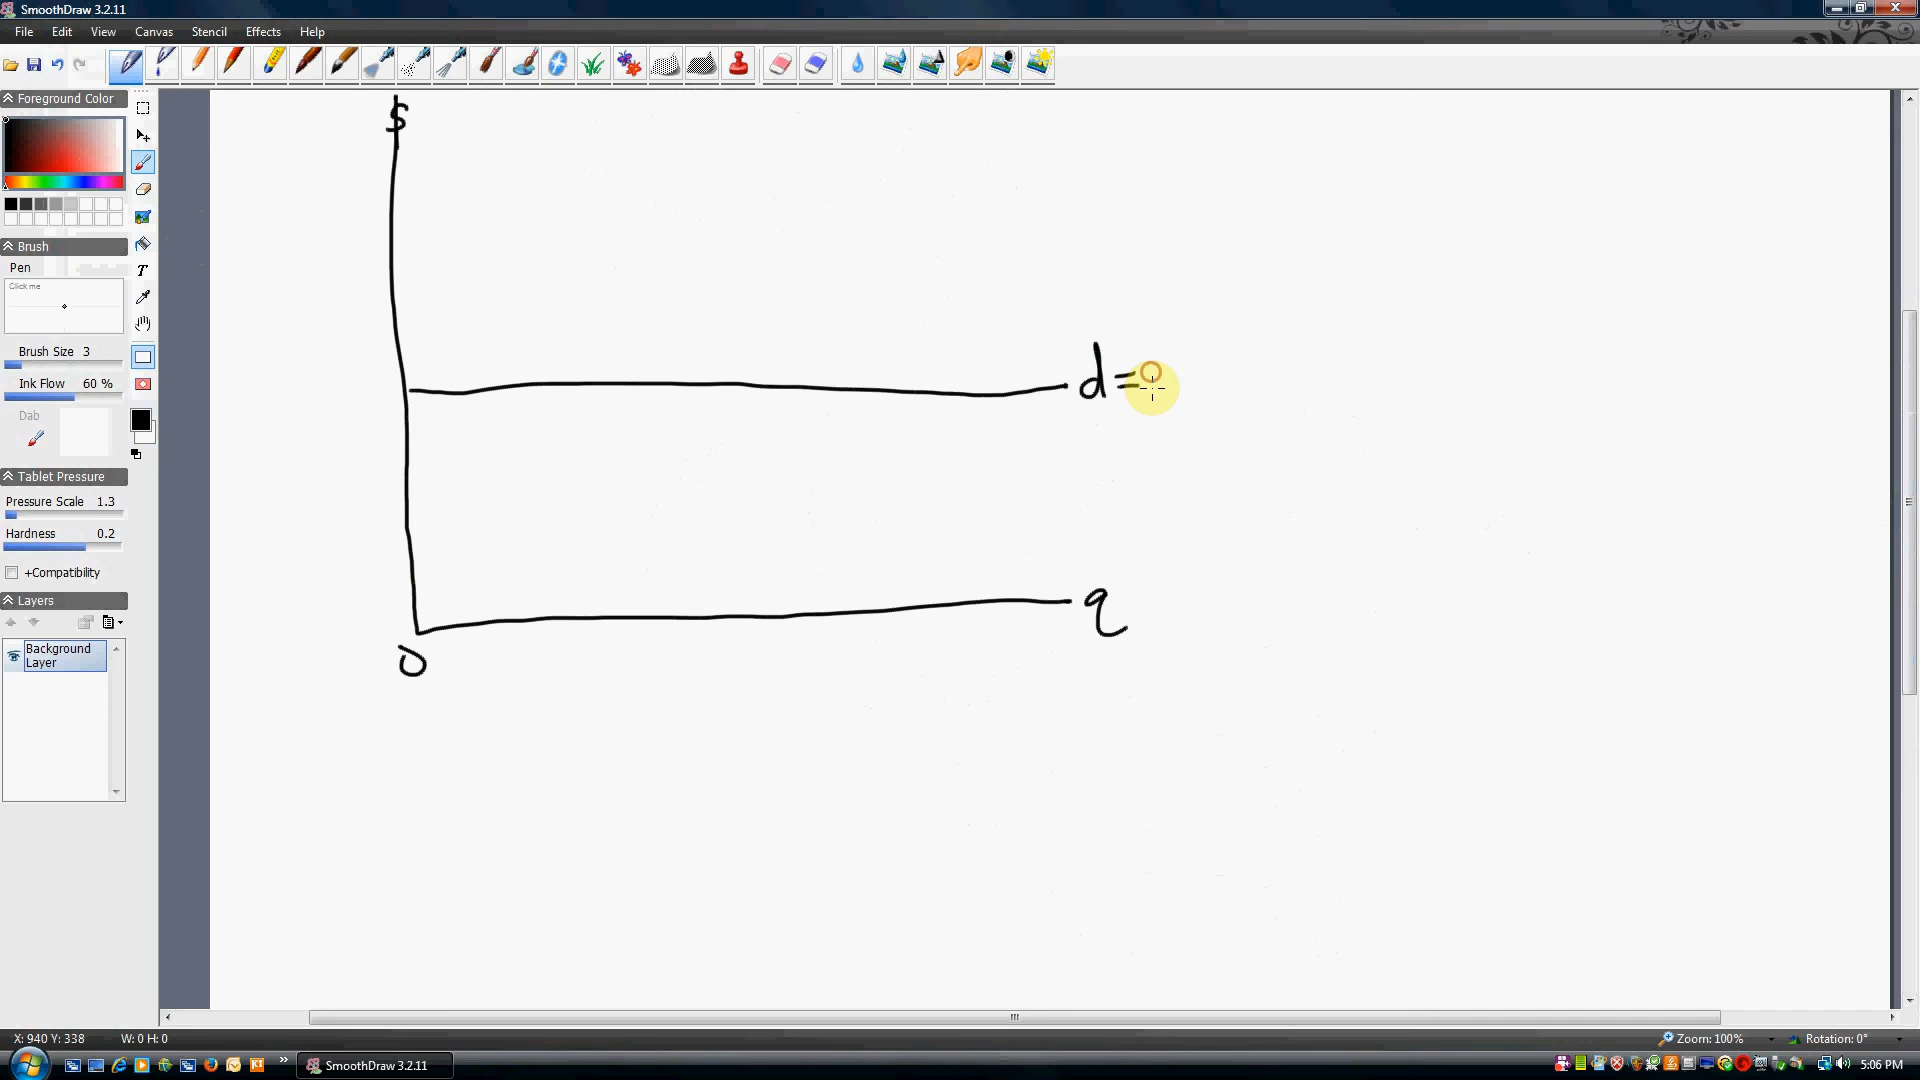 SmoothDraw 3.2.11
File Edit View Canvas Stencil Effects Help
Foreground Color
Brush
Pen
Click me
Brush Size 3
Ink Flow 60 %
Dab
Tablet Pressure
Pressure Scale 1.3
Hardness 0.2
+Compatibility
Layers
Background
Layer
$
d=
q
0
X: 940 Y: 338 W: 0 H: 0
Zoom: 100% Rotation: 0°
SmoothDraw 3.2.11
5:06 PM